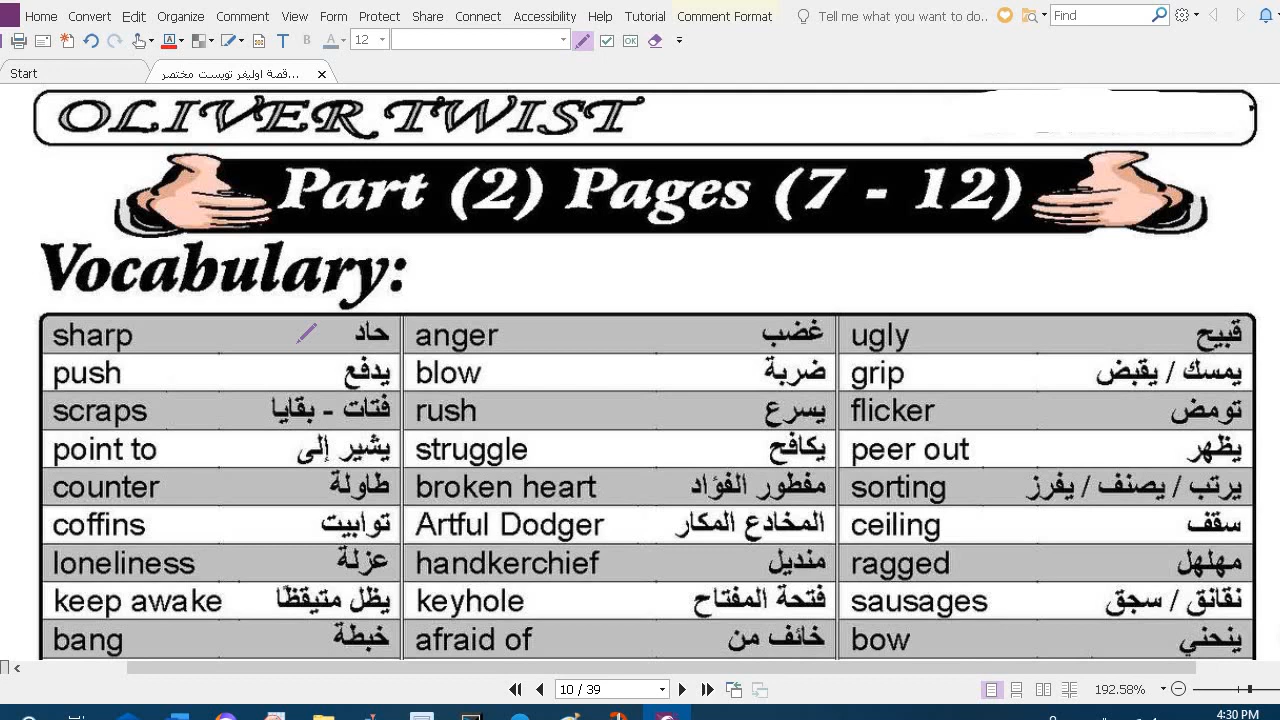 Home Convert Edit Organize Comment View Form Protect Share Connect Accessibility Help Tutorial Comment Format Tell me what you want to do.. Find
12
Start قصة اوليفر تويست مختصر...
OLIVER TWIST
Part (2) Pages (7 - 12)
Vocabulary:
sharp حاد anger غضب ugly قبيح
push يدفع blow ضربة grip يمسك / يقبض
scraps فتات - بقايا rush يسرع flicker تومض
point to يشير إلى struggle يكافح peer out يظهر
counter طاولة broken heart مفطور الفؤاد sorting يرتب / يصنف / يفرز
coffins توابيت Artful Dodger المخادع المكار ceiling سقف
loneliness عزلة handkerchief منديل ragged مهلهل
keep awake يظل متيقظًا keyhole فتحة المفتاح sausages نقانق / سجق
bang خبطة afraid of خائف من bow ينحني
10 / 39 192.58%
4:30 PM